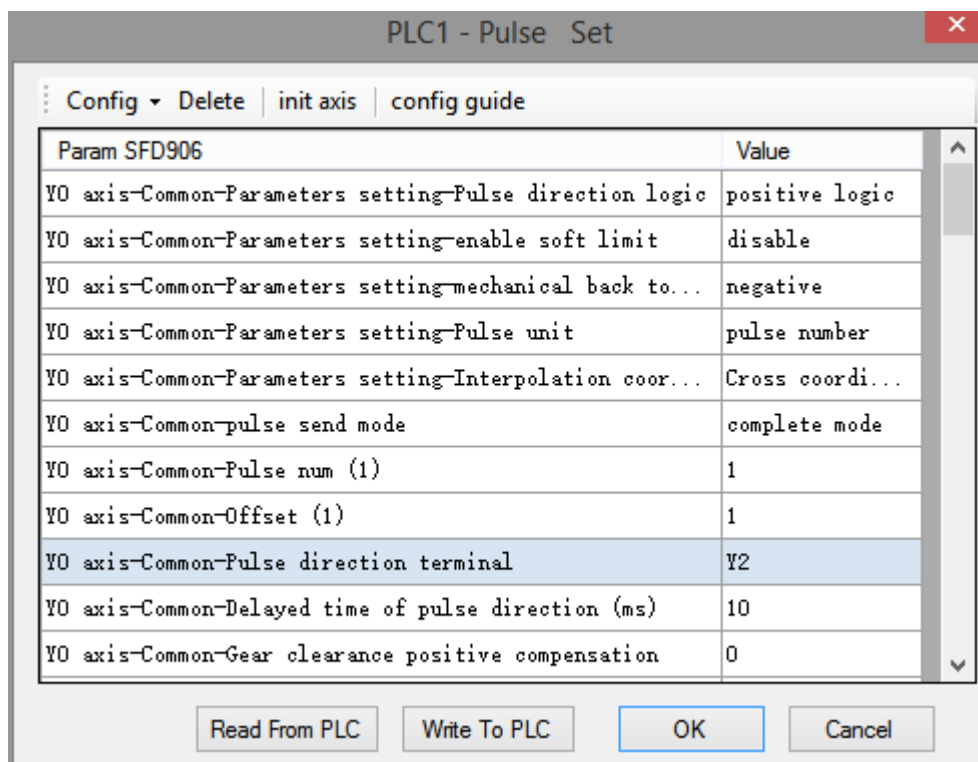 PLC1 - Pulse Set
Config Delete init axis config guide
Param SFD906 Value
Y0 axis-Common-Parameters setting-Pulse direction logic positive logic
Y0 axis-Common-Parameters setting-enable soft limit disable
Y0 axis-Common-Parameters setting-mechanical back to... negative
Y0 axis-Common-Parameters setting-Pulse unit pulse number
Y0 axis-Common-Parameters setting-Interpolation coor... Cross coordi...
Y0 axis-Common-pulse send mode complete mode
Y0 axis-Common-Pulse num (1) 1
Y0 axis-Common-Offset (1) 1
Y0 axis-Common-Pulse direction terminal Y2
Y0 axis-Common-Delayed time of pulse direction (ms) 10
Y0 axis-Common-Gear clearance positive compensation 0
Read From PLC Write To PLC OK Cancel